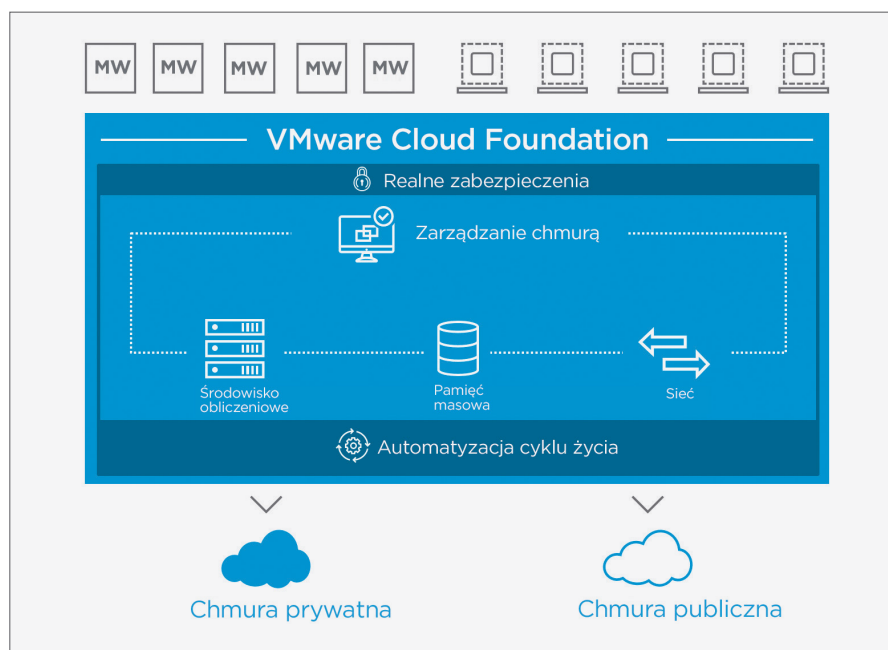 MW MW MW MW MW
VMware Cloud Foundation
Realne zabezpieczenia
Zarządzanie chmurą
Środowisko
obliczeniowe
Pamięć
masowa
Sieć
Automatyzacja cyklu życia
Chmura prywatna
Chmura publiczna